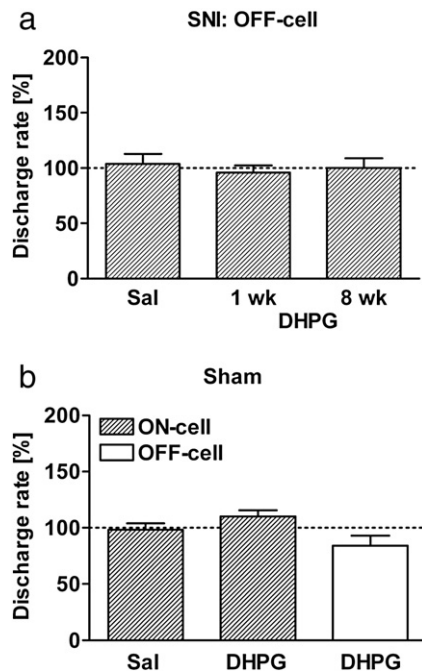 a
SNI: OFF-cell
Discharge rate [%]
200
150
100
50
0
Sal 1 wk 8 wk
DHPG
b
Sham
Discharge rate [%]
200
150
100
50
0
ON-cell
OFF-cell
Sal DHPG DHPG